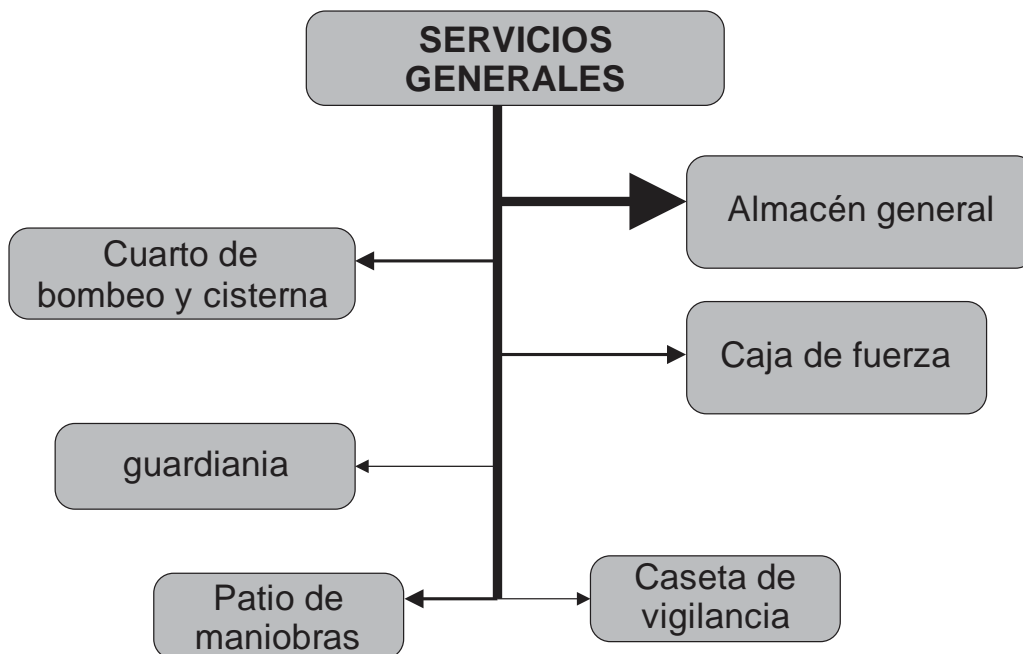 SERVICIOS
GENERALES
Almacén general
Cuarto de
bombeo y cisterna
Caja de fuerza
guardiania
Patio de
maniobras
Caseta de
vigilancia